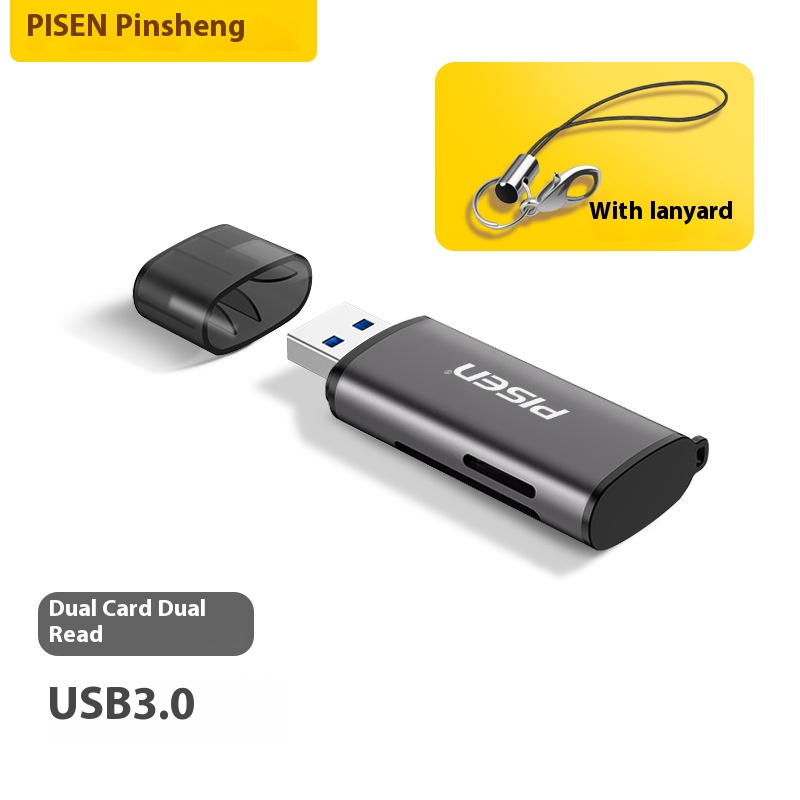 PISEN Pinsheng
With lanyard
PISEN®
Dual Card Dual
Read
USB3.0